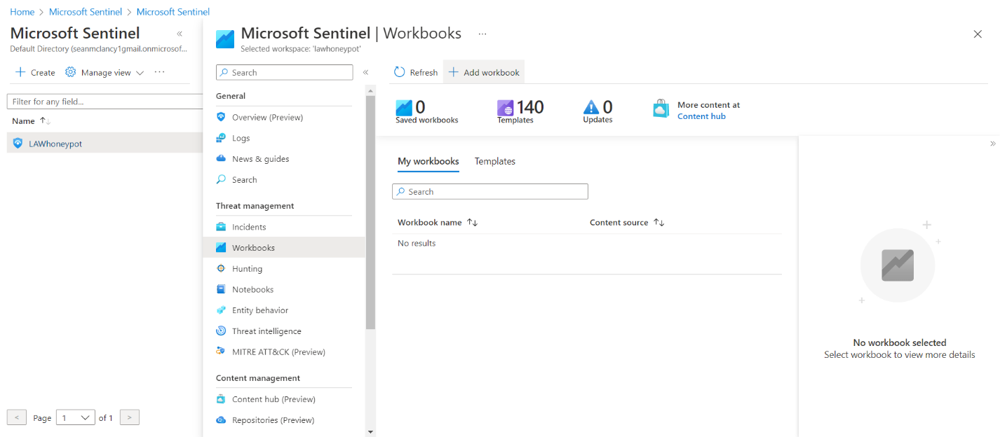 Home > Microsoft Sentinel > Microsoft Sentinel
Microsoft Sentinel «
Default Directory (seanmclancy1gmail.onmicrosof...
+ Create Manage view ...
Filter for any field...
Name ↑↓
LAWhoneypot
< Page 1 of 1 >
Microsoft Sentinel | Workbooks ...
Selected workspace: 'lawhoneypot'
Search «
General
Overview (Preview)
Logs
News & guides
Search
Threat management
Incidents
Workbooks
Hunting
Notebooks
Entity behavior
Threat intelligence
MITRE ATT&CK (Preview)
Content management
Content hub (Preview)
Repositories (Preview)
Refresh + Add workbook
0
Saved workbooks
140
Templates
0
Updates
More content at
Content hub
My workbooks Templates
Search
Workbook name ↑↓ Content source ↑↓
No results
»
No workbook selected
Select workbook to view more details